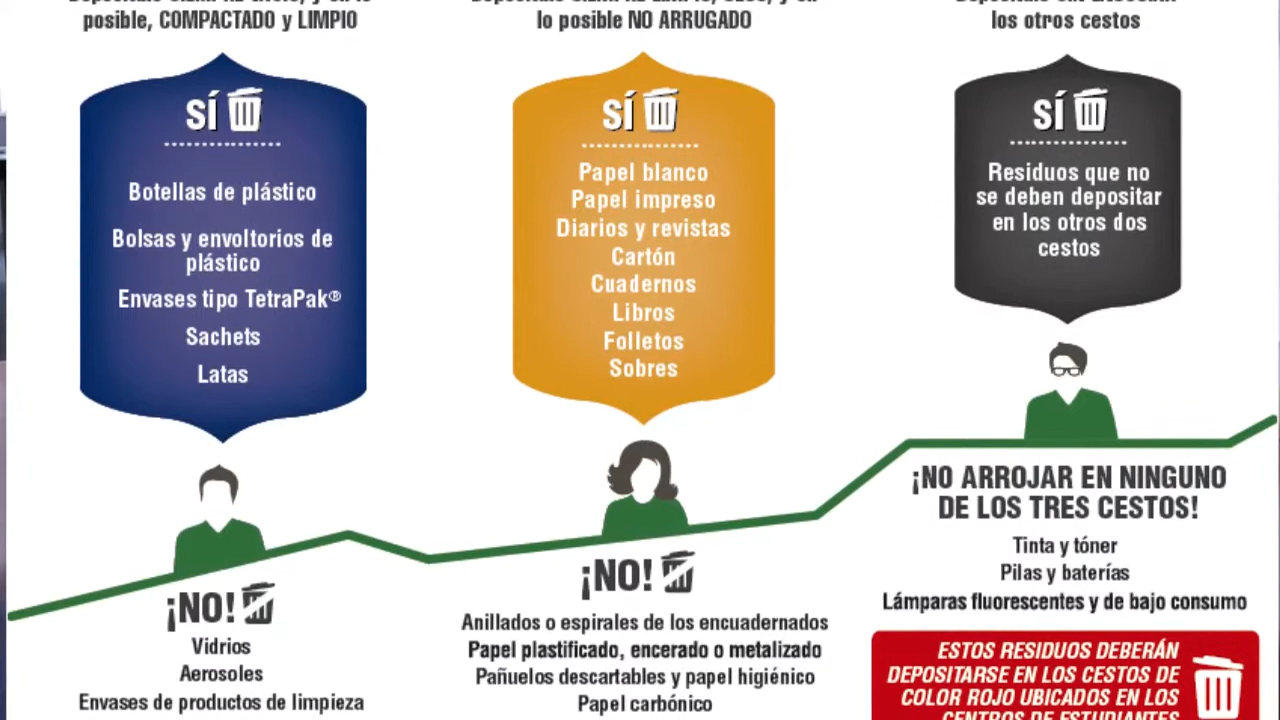 posible, COMPACTADO y LIMPIO
SÍ
Botellas de plástico
Bolsas y envoltorios de
plástico
Envases tipo TetraPak®
Sachets
Latas
¡NO!
Vidrios
Aerosoles
Envases de productos de limpieza
lo posible NO ARRUGADO
SÍ
Papel blanco
Papel impreso
Diarios y revistas
Cartón
Cuadernos
Libros
Folletos
Sobres
¡NO!
Anillados o espirales de los encuadernados
Papel plastificado, encerado o metalizado
Pañuelos descartables y papel higiénico
Papel carbónico
los otros cestos
SÍ
Residuos que no
se deben depositar
en los otros dos
cestos
¡NO ARROJAR EN NINGUNO
DE LOS TRES CESTOS!
Tinta y tóner
Pilas y baterías
Lámparas fluorescentes y de bajo consumo
ESTOS RESIDUOS DEBERÁN
DEPOSITARSE EN LOS CESTOS DE
COLOR ROJO UBICADOS EN LOS
CENTROS DE ESTUDIANTES